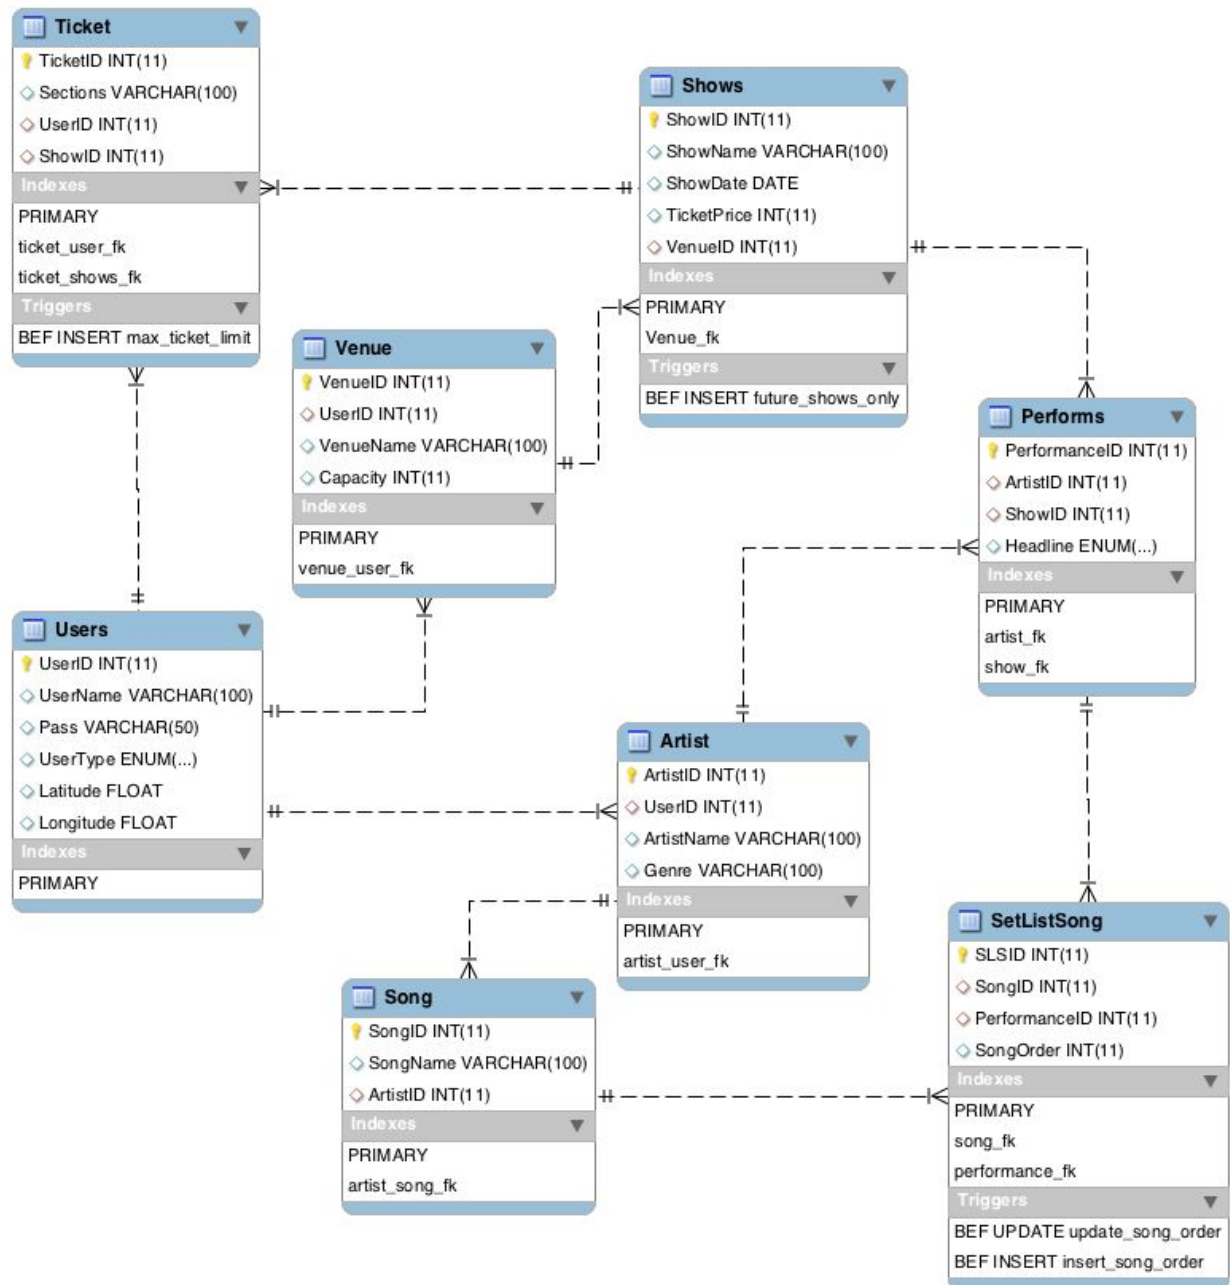 Ticket
TicketID INT(11)
Sections VARCHAR(100)
UserID INT(11)
ShowID INT(11)
Indexes
PRIMARY
ticket_user_fk
ticket_shows_fk
Triggers
BEF INSERT max_ticket_limit
Shows
ShowID INT(11)
ShowName VARCHAR(100)
ShowDate DATE
TicketPrice INT(11)
VenueID INT(11)
Indexes
PRIMARY
Venue_fk
Triggers
BEF INSERT future_shows_only
Venue
VenueID INT(11)
UserID INT(11)
VenueName VARCHAR(100)
Capacity INT(11)
Indexes
PRIMARY
venue_user_fk
Performs
PerformanceID INT(11)
ArtistID INT(11)
ShowID INT(11)
Headline ENUM(...)
Indexes
PRIMARY
artist_fk
show_fk
Users
UserID INT(11)
UserName VARCHAR(100)
Pass VARCHAR(50)
UserType ENUM(...)
Latitude FLOAT
Longitude FLOAT
Indexes
PRIMARY
Artist
ArtistID INT(11)
UserID INT(11)
ArtistName VARCHAR(100)
Genre VARCHAR(100)
Indexes
PRIMARY
artist_user_fk
Song
SongID INT(11)
SongName VARCHAR(100)
ArtistID INT(11)
Indexes
PRIMARY
artist_song_fk
SetListSong
SLSID INT(11)
SongID INT(11)
PerformanceID INT(11)
SongOrder INT(11)
Indexes
PRIMARY
song_fk
performance_fk
Triggers
BEF UPDATE update_song_order
BEF INSERT insert_song_order